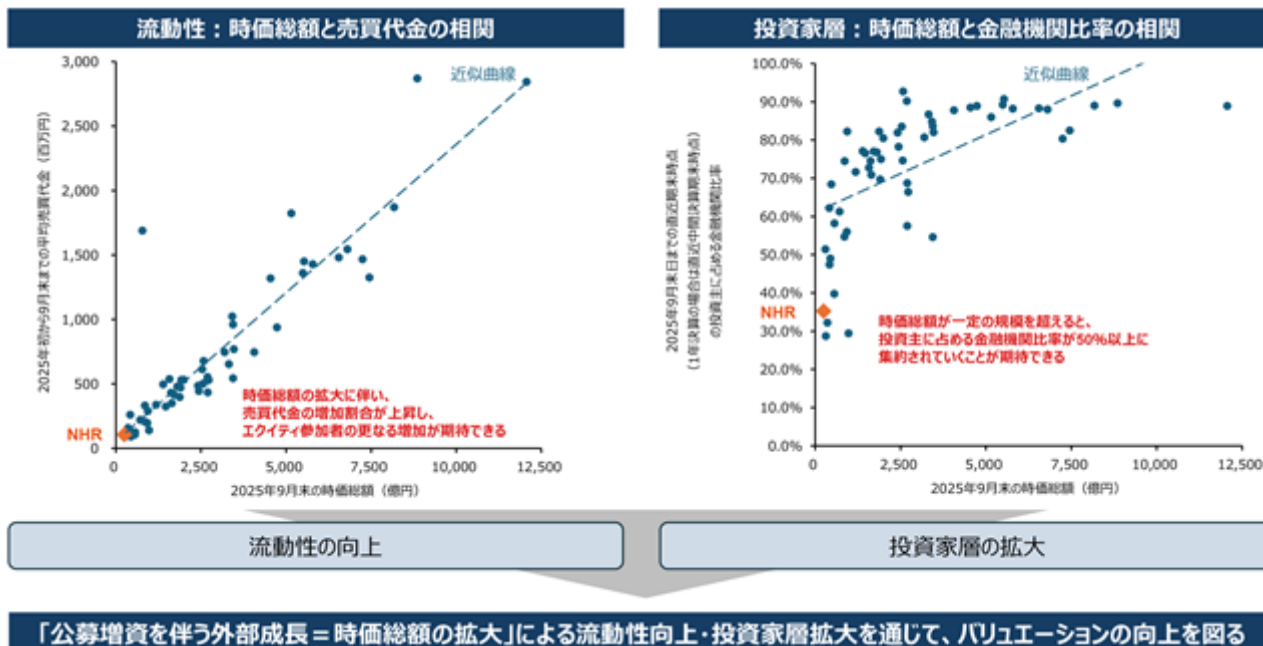 流動性：時価総額と売買代金の相関
2025年初から9月末までの平均売買代金（百万円）
3,000
2,500
2,000
1,500
1,000
500
0
近似曲線
NHR
時価総額の拡大に伴い、
売買代金の増加割合が上昇し、
エクイティ参加者の更なる増加が期待できる
0
2,500
5,000
7,500
10,000
12,500
2025年9月末の時価総額（億円）
投資家層：時価総額と金融機関比率の相関
2025年9月末日までの直近期末時点
（1年決算の場合は直近中間決算期末時点）
の投資主に占める金融機関比率
100.0%
90.0%
80.0%
70.0%
60.0%
50.0%
40.0%
30.0%
20.0%
10.0%
0.0%
近似曲線
NHR
時価総額が一定の規模を超えると、
投資主に占める金融機関比率が50%以上に
集約されていくことが期待できる
0
2,500
5,000
7,500
10,000
12,500
2025年9月末の時価総額（億円）
流動性の向上
投資家層の拡大
「公募増資を伴う外部成長＝時価総額の拡大」による流動性向上・投資家層拡大を通じて、バリュエーションの向上を図る